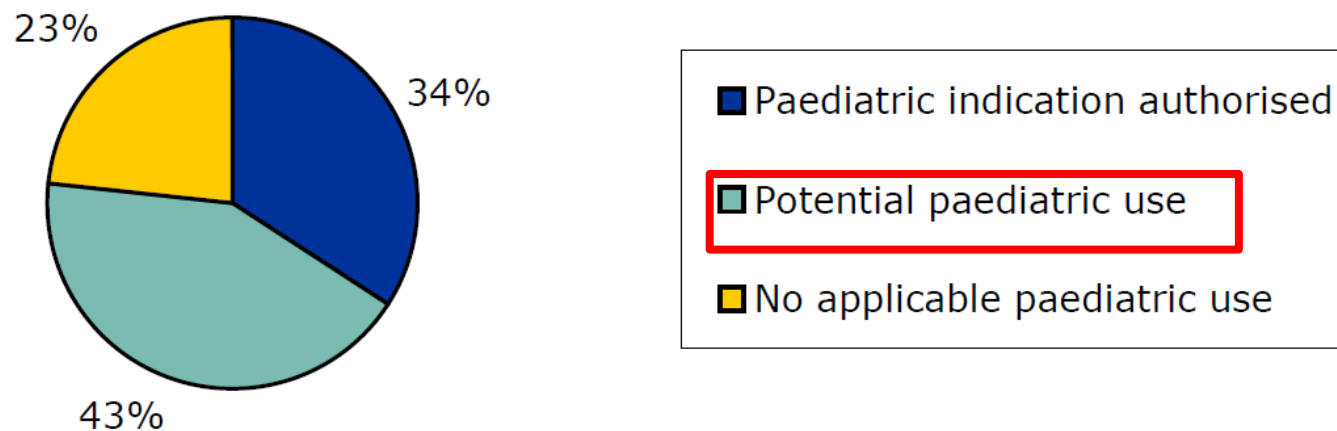 23%
34%
43%
Paediatric indication authorised
Potential paediatric use
No applicable paediatric use